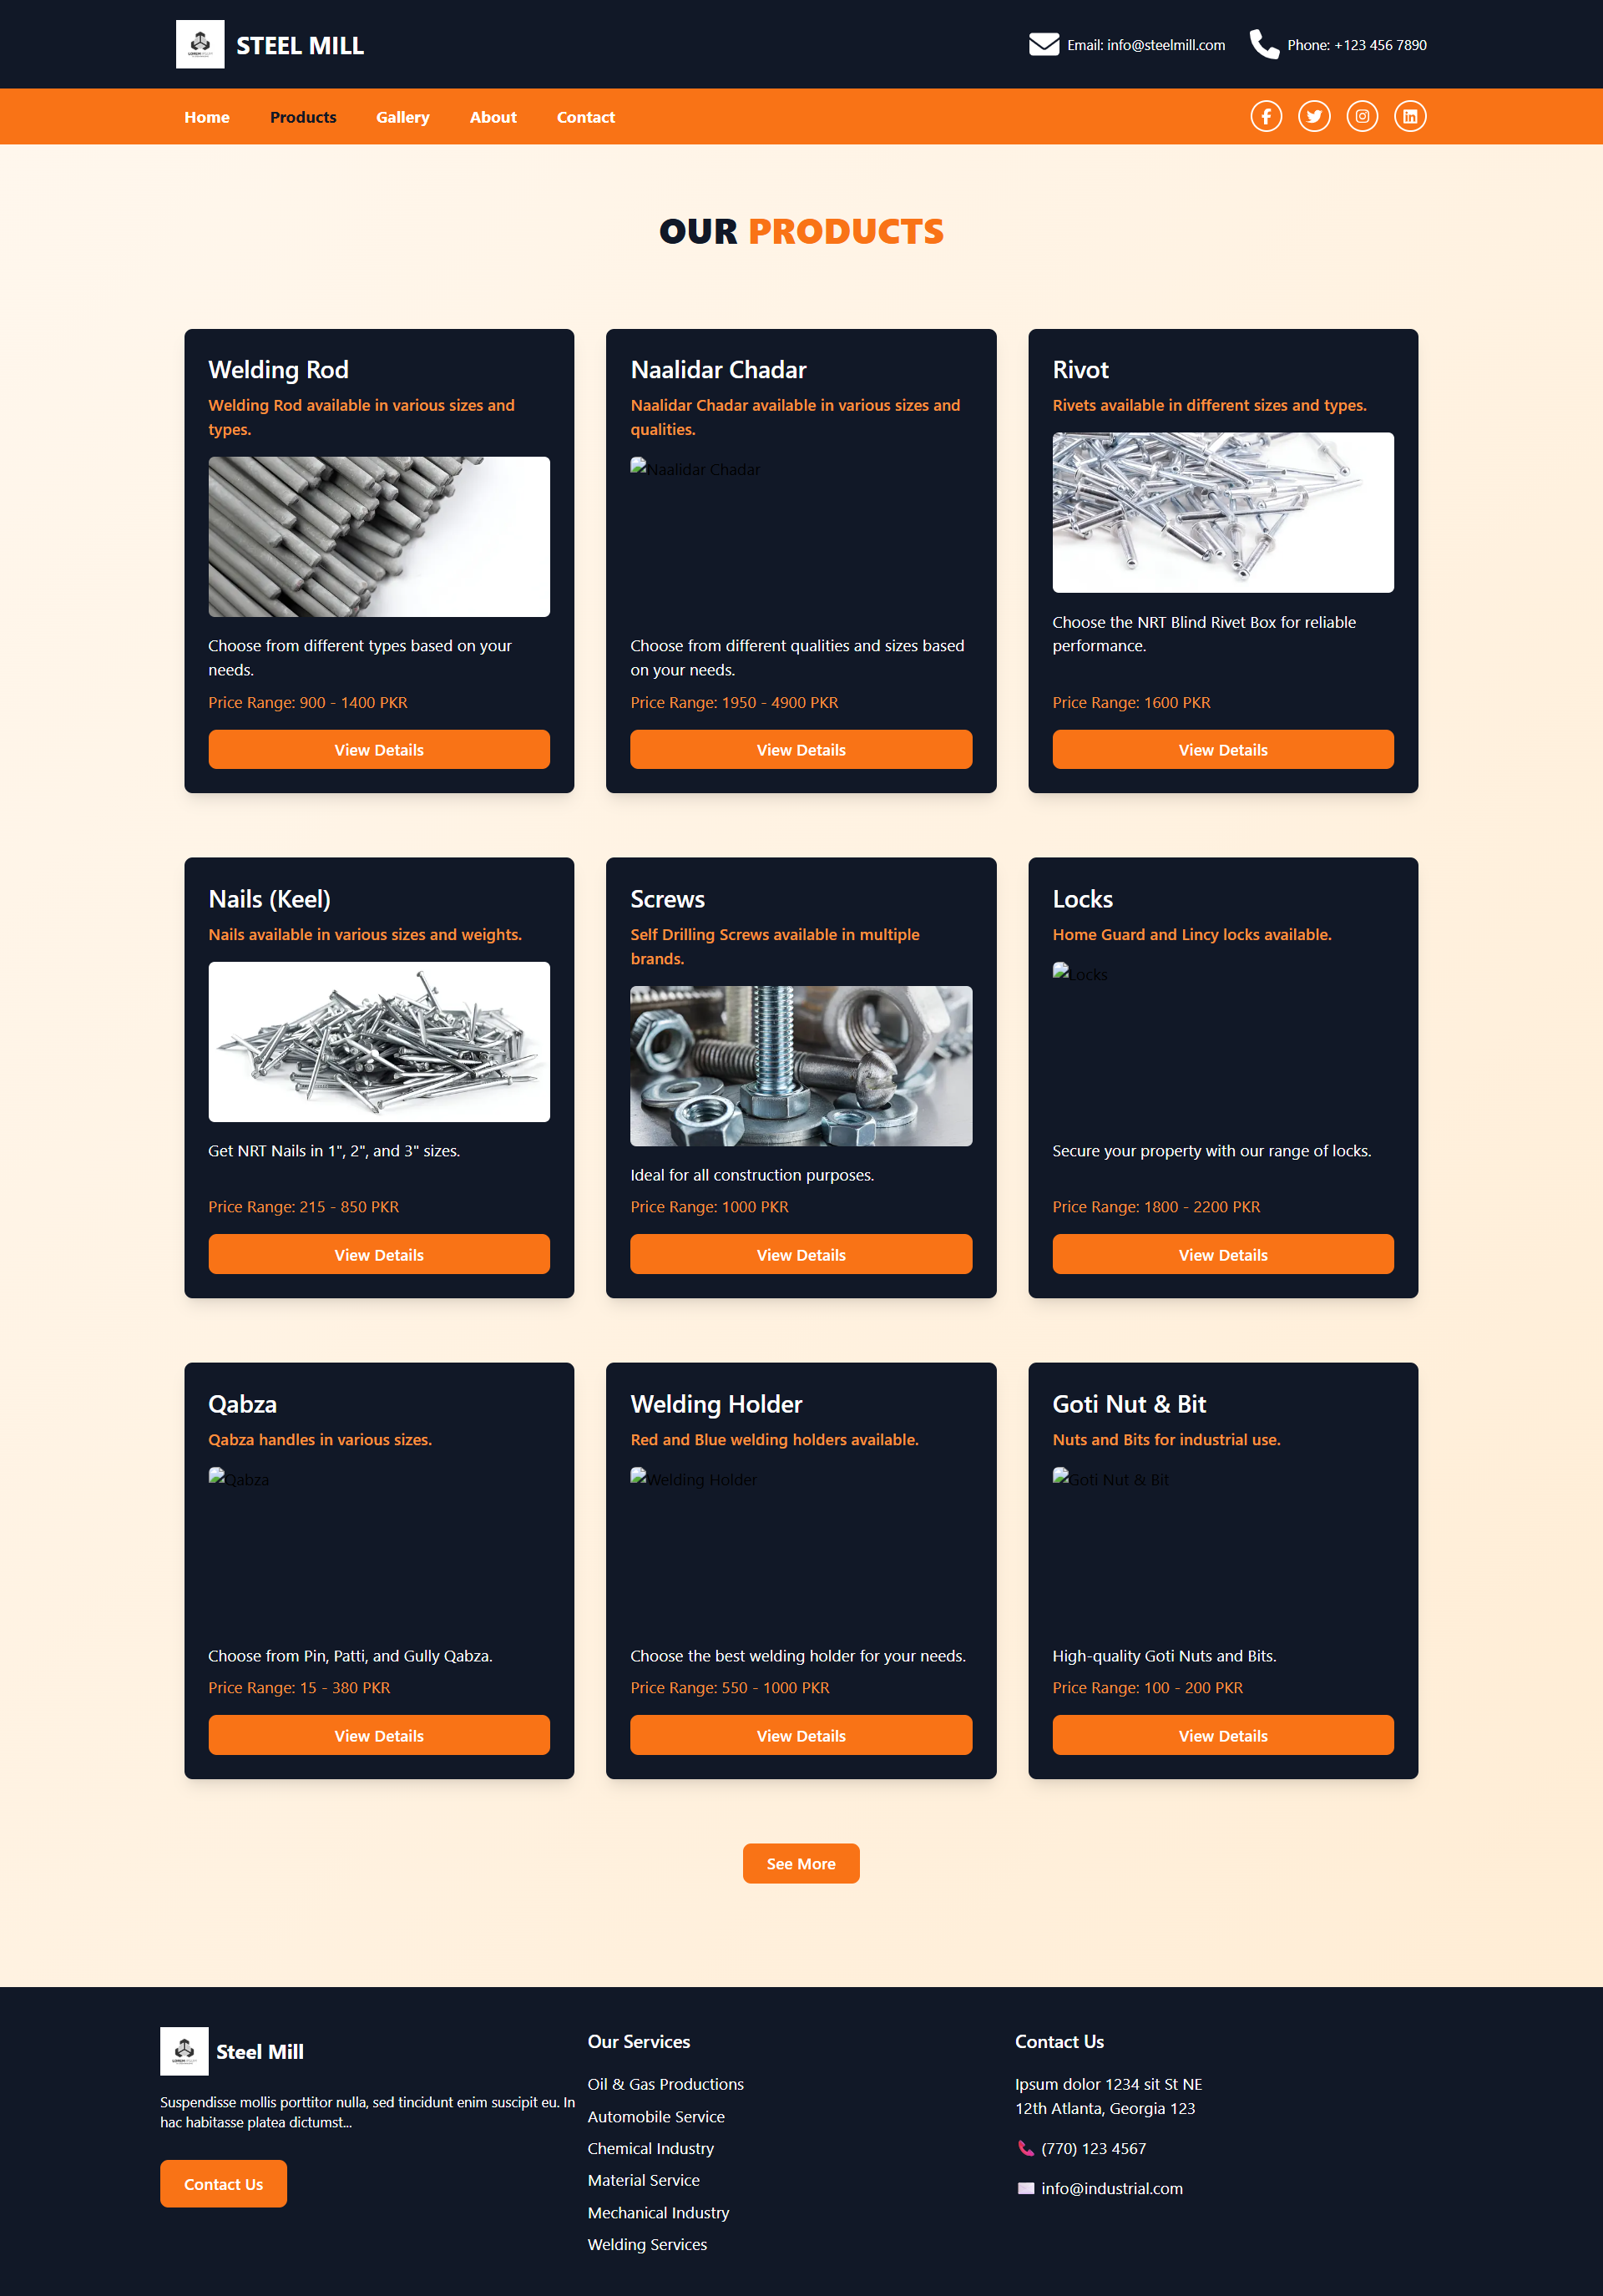 STEEL MILL
Email: info@steelmill.com
Phone: +123 456 7890
Home
Products
Gallery
About
Contact
OUR PRODUCTS
Welding Rod
Welding Rod available in various sizes and
types.
Choose from different types based on your
needs.
Price Range: 900 - 1400 PKR
View Details
Naalidar Chadar
Naalidar Chadar available in various sizes and
qualities.
Naalidar Chadar
Choose from different qualities and sizes based
on your needs.
Price Range: 1950 - 4900 PKR
View Details
Rivot
Rivets available in different sizes and types.
Choose the NRT Blind Rivet Box for reliable
performance.
Price Range: 1600 PKR
View Details
Nails (Keel)
Nails available in various sizes and weights.
Get NRT Nails in 1", 2", and 3" sizes.
Price Range: 215 - 850 PKR
View Details
Screws
Self Drilling Screws available in multiple
brands.
Ideal for all construction purposes.
Price Range: 1000 PKR
View Details
Locks
Home Guard and Lincy locks available.
Locks
Secure your property with our range of locks.
Price Range: 1800 - 2200 PKR
View Details
Qabza
Qabza handles in various sizes.
Qabza
Choose from Pin, Patti, and Gully Qabza.
Price Range: 15 - 380 PKR
View Details
Welding Holder
Red and Blue welding holders available.
Welding Holder
Choose the best welding holder for your needs.
Price Range: 550 - 1000 PKR
View Details
Goti Nut & Bit
Nuts and Bits for industrial use.
Goti Nut & Bit
High-quality Goti Nuts and Bits.
Price Range: 100 - 200 PKR
View Details
See More
Steel Mill
Suspendisse mollis porttitor nulla, sed tincidunt enim suscipit eu. In
hac habitasse platea dictumst...
Contact Us
Our Services
Oil & Gas Productions
Automobile Service
Chemical Industry
Material Service
Mechanical Industry
Welding Services
Contact Us
Ipsum dolor 1234 sit St NE
12th Atlanta, Georgia 123
(770) 123 4567
info@industrial.com